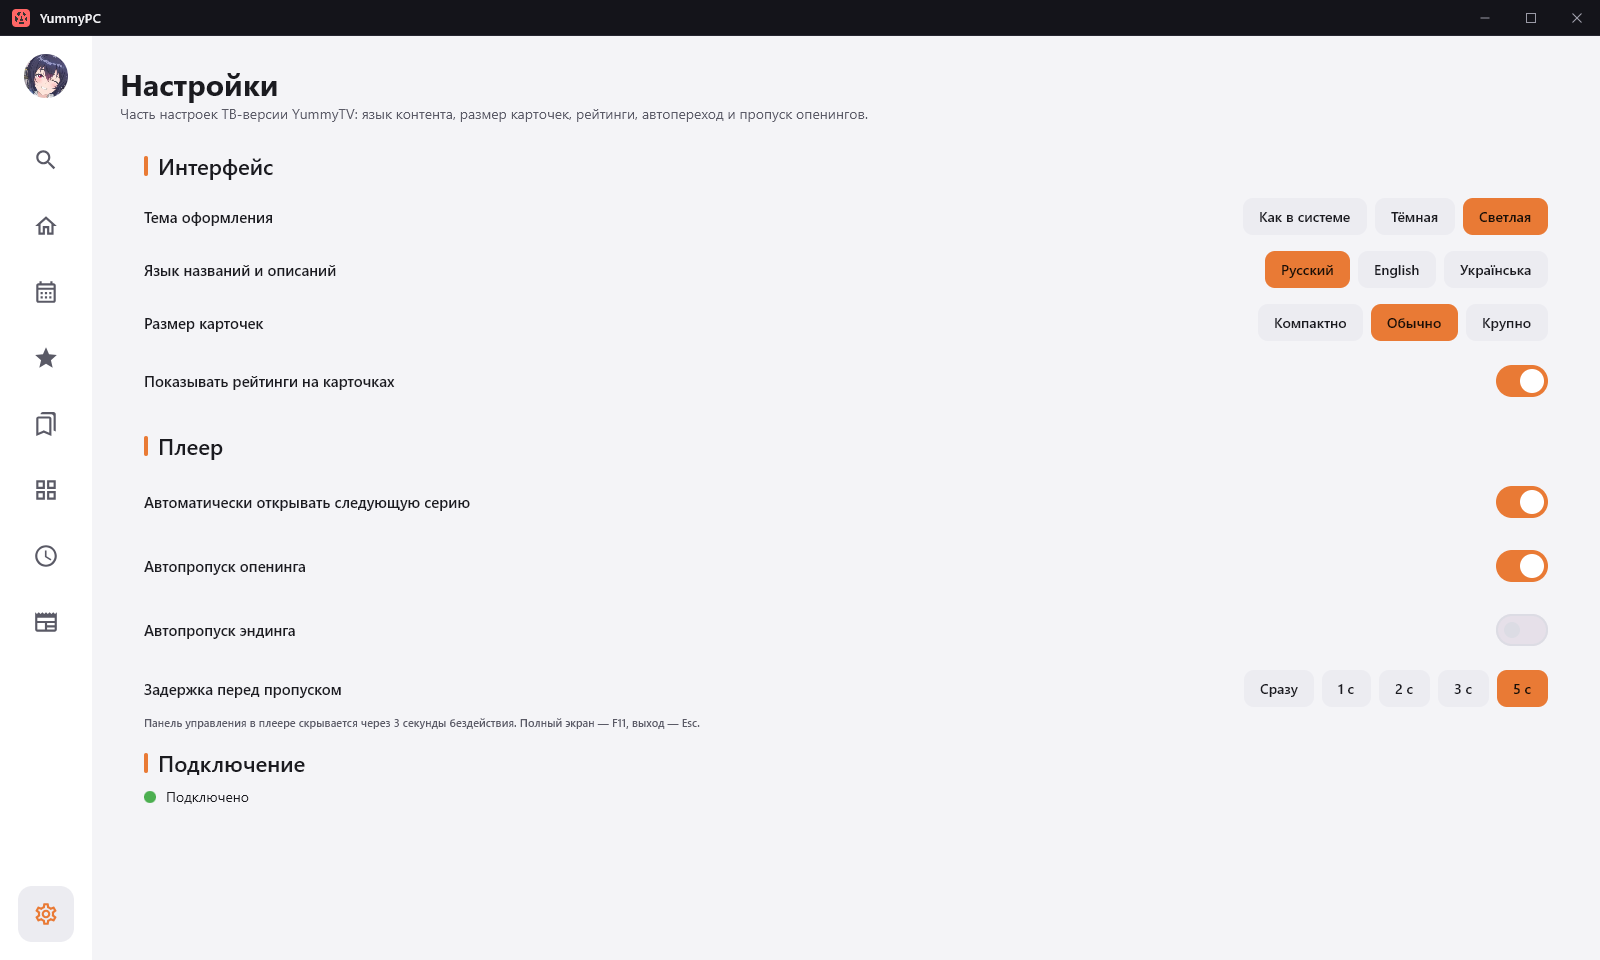 YummyPC
Настройки
Часть настроек ТВ-версии YummyTV: язык контента, размер карточек, рейтинги, автопереход и пропуск опенингов.
Интерфейс
Тема оформления
Как в системе
Тёмная
Светлая
Язык названий и описаний
Русский
English
Українська
Размер карточек
Компактно
Обычно
Крупно
Показывать рейтинги на карточках
Плеер
Автоматически открывать следующую серию
Автопропуск опенинга
Автопропуск эндинга
Задержка перед пропуском
Сразу
1 с
2 с
3 с
5 с
Панель управления в плеере скрывается через 3 секунды бездействия. Полный экран — F11, выход — Esc.
Подключение
Подключено